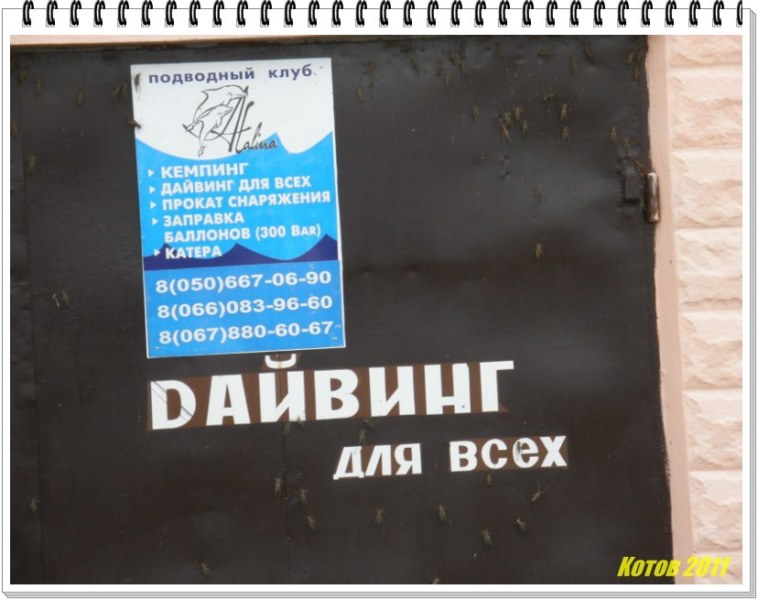 подводный клуб
Alina
КЕМПИНГ
ДАЙВИНГ ДЛЯ ВСЕХ
ПРОКАТ СНАРЯЖЕНИЯ
ЗАПРАВКА
БАЛЛОНОВ (300 BAR)
КАТЕРА
8(050)667-06-90
8(066)083-96-60
8(067)880-60-67
DАЙВИНГ
для всех
Котов 2011